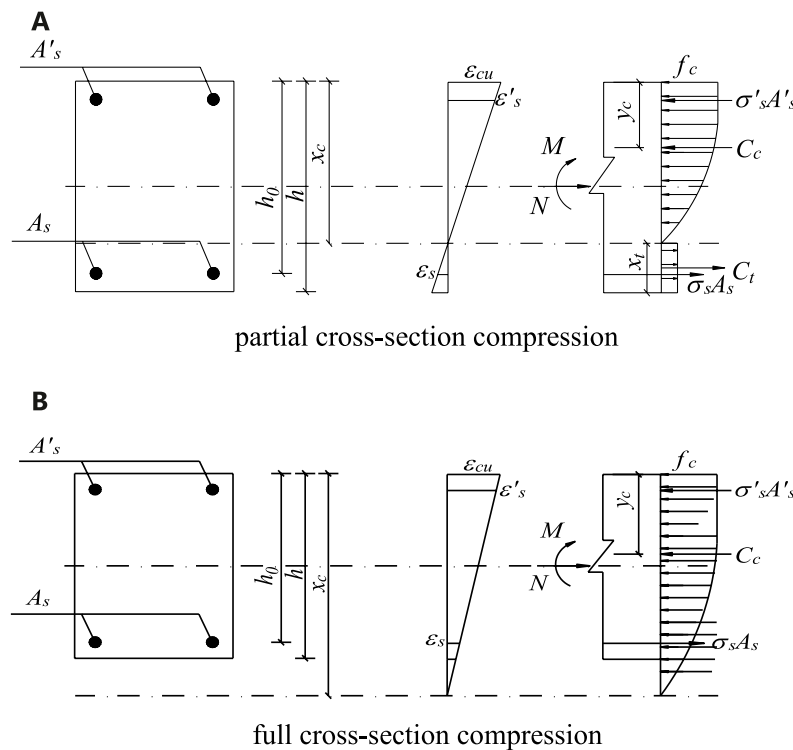 A
A's
As
h0
h
xc
εcu
ε's
εs
M
N
yc
xt
fc
σ'sA's
Cc
Ct
σsAs
partial cross-section compression
B
A's
As
h0
h
xc
εcu
ε's
εs
M
N
yc
fc
σ'sA's
Cc
σsAs
full cross-section compression